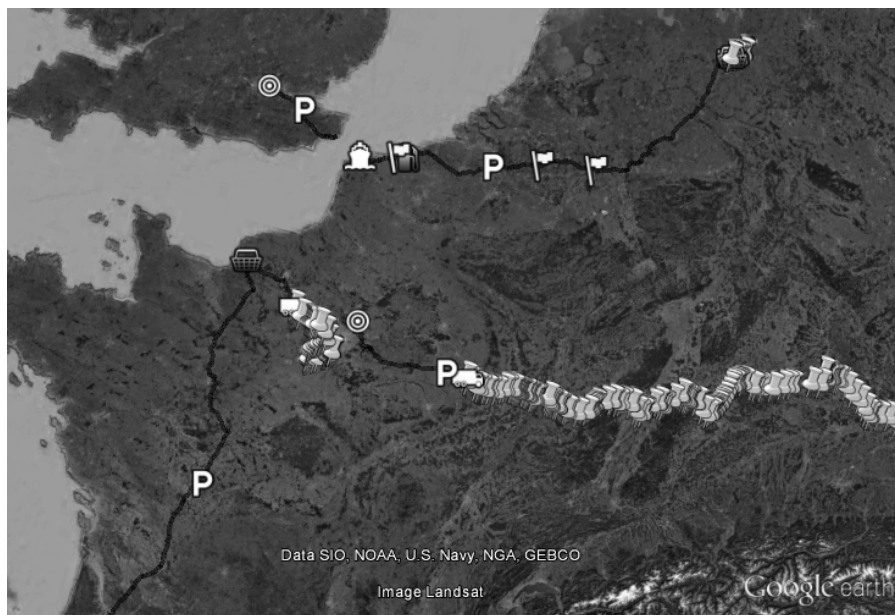 P
P
P
P
Data SIO, NOAA, U.S. Navy, NGA, GEBCO
Image Landsat
Google earth